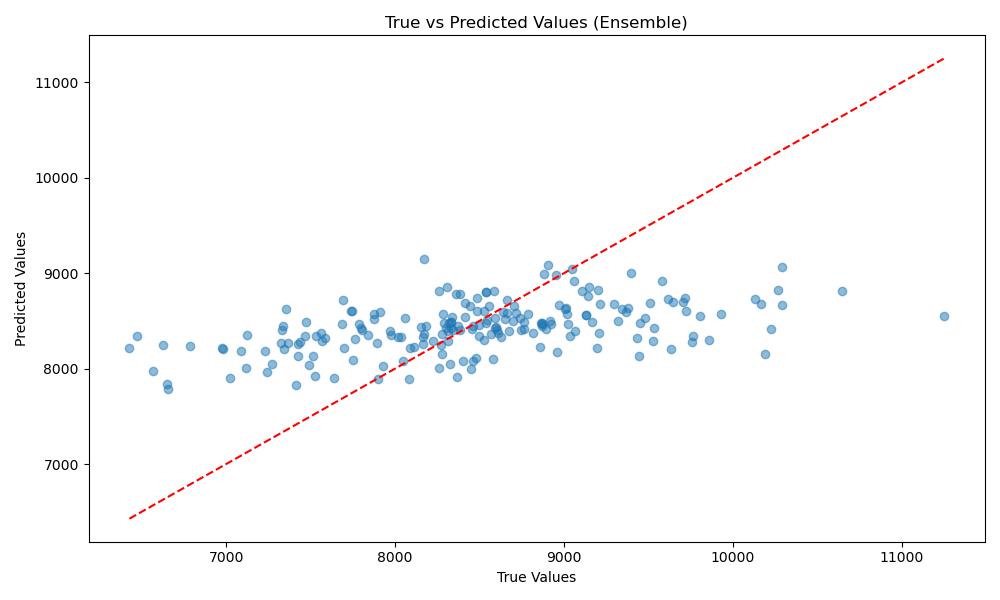 True vs Predicted Values (Ensemble)
11000
10000
9000
8000
7000
Predicted Values
7000 8000 9000 10000 11000
True Values